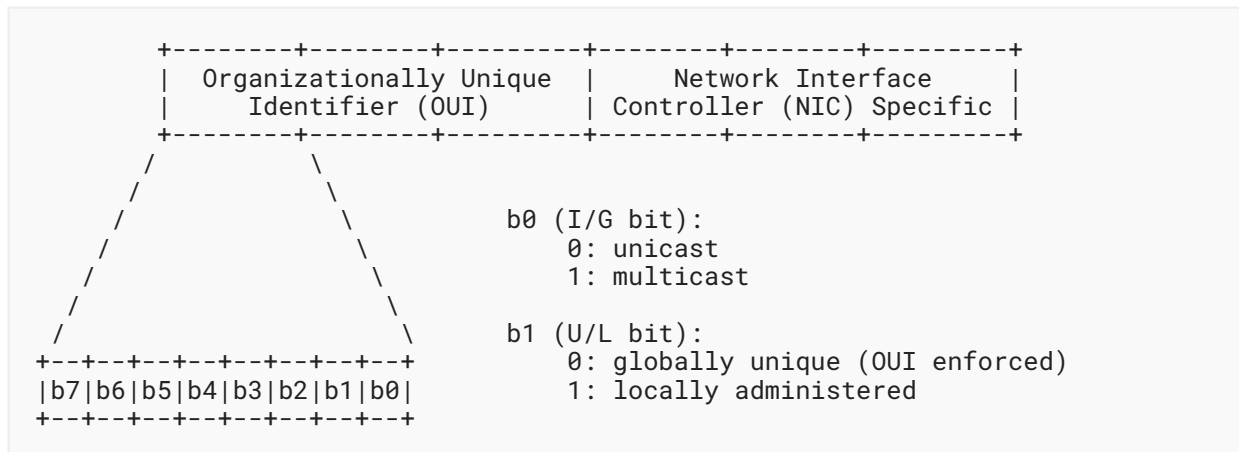 +--------+--------+---------+--------+--------+---------+
| Organizationally Unique | Network Interface |
| Identifier (OUI) | Controller (NIC) Specific |
+--------+--------+---------+--------+--------+---------+
/ \
/ \
/ \ b0 (I/G bit):
/ \ 0: unicast
/ \ 1: multicast
/ \
/ \ b1 (U/L bit):
+--+--+--+--+--+--+--+--+ 0: globally unique (OUI enforced)
|b7|b6|b5|b4|b3|b2|b1|b0| 1: locally administered
+--+--+--+--+--+--+--+--+